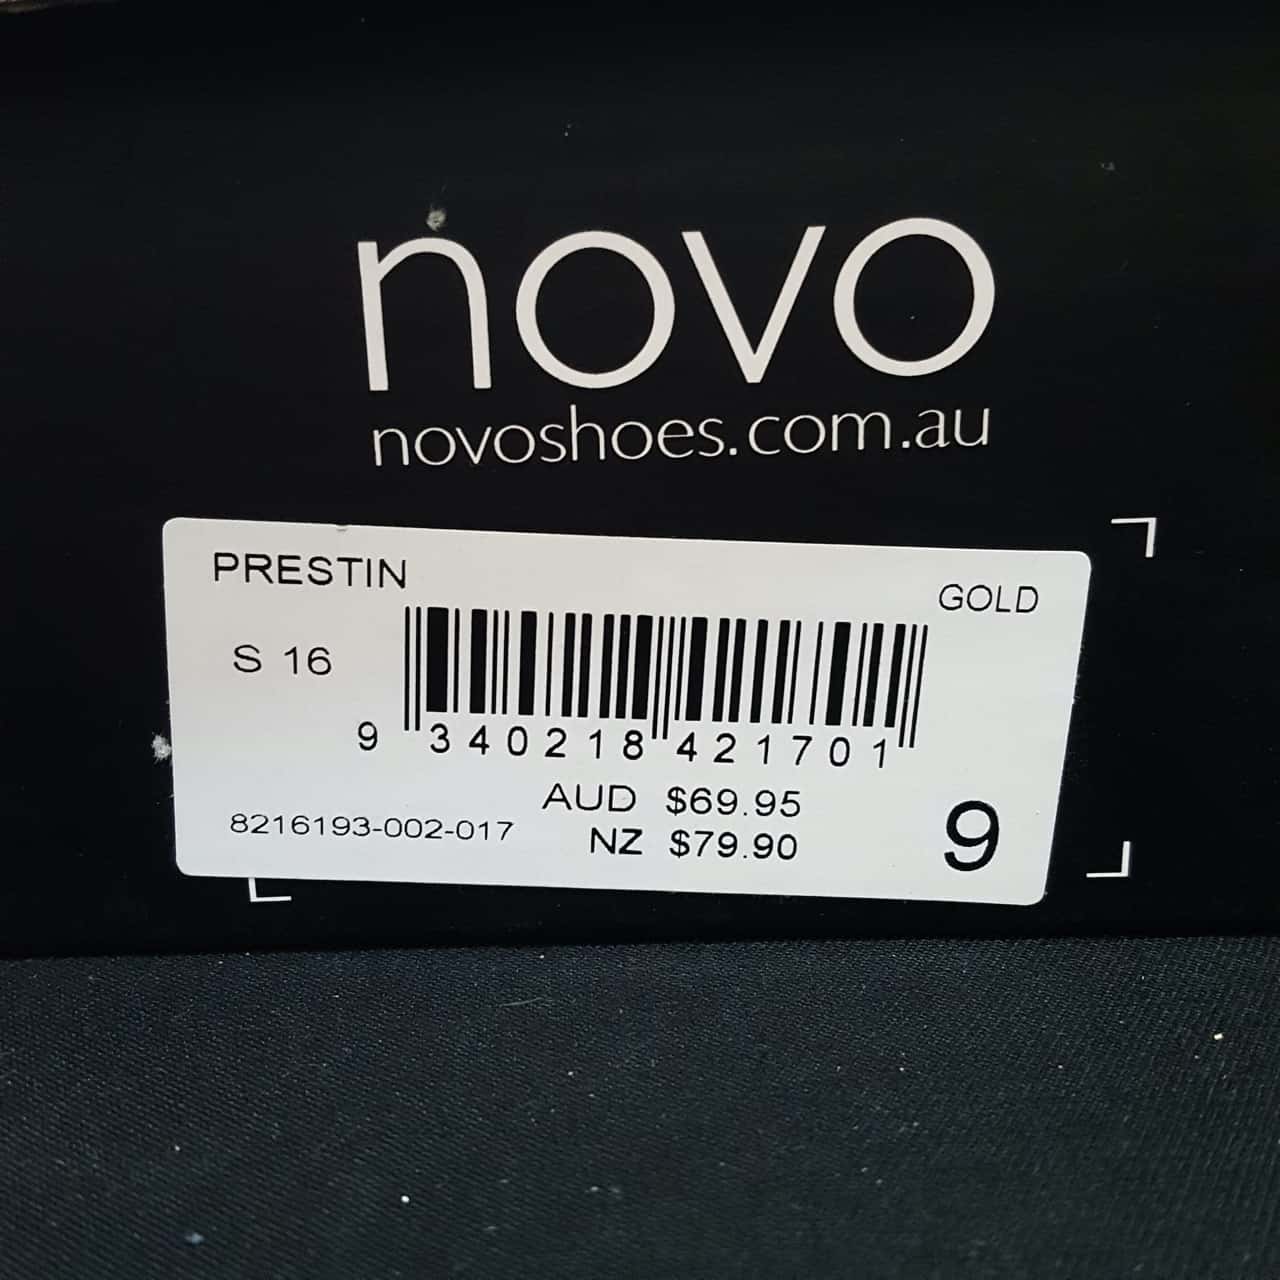 novo
novoshoes.com.au
PRESTIN
GOLD
S 16
9 340218 421701
AUD $69.95
8216193-002-017
NZ $79.90
9